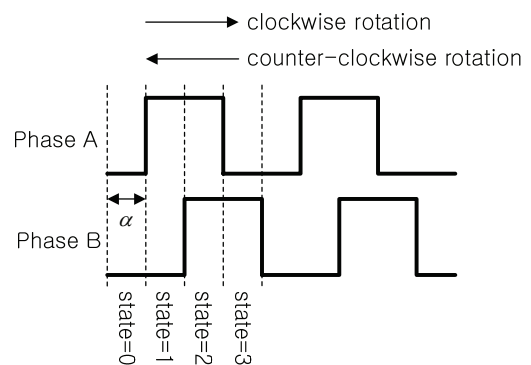 clockwise rotation
counter-clockwise rotation
Phase A
α
Phase B
state=0
state=1
state=2
state=3